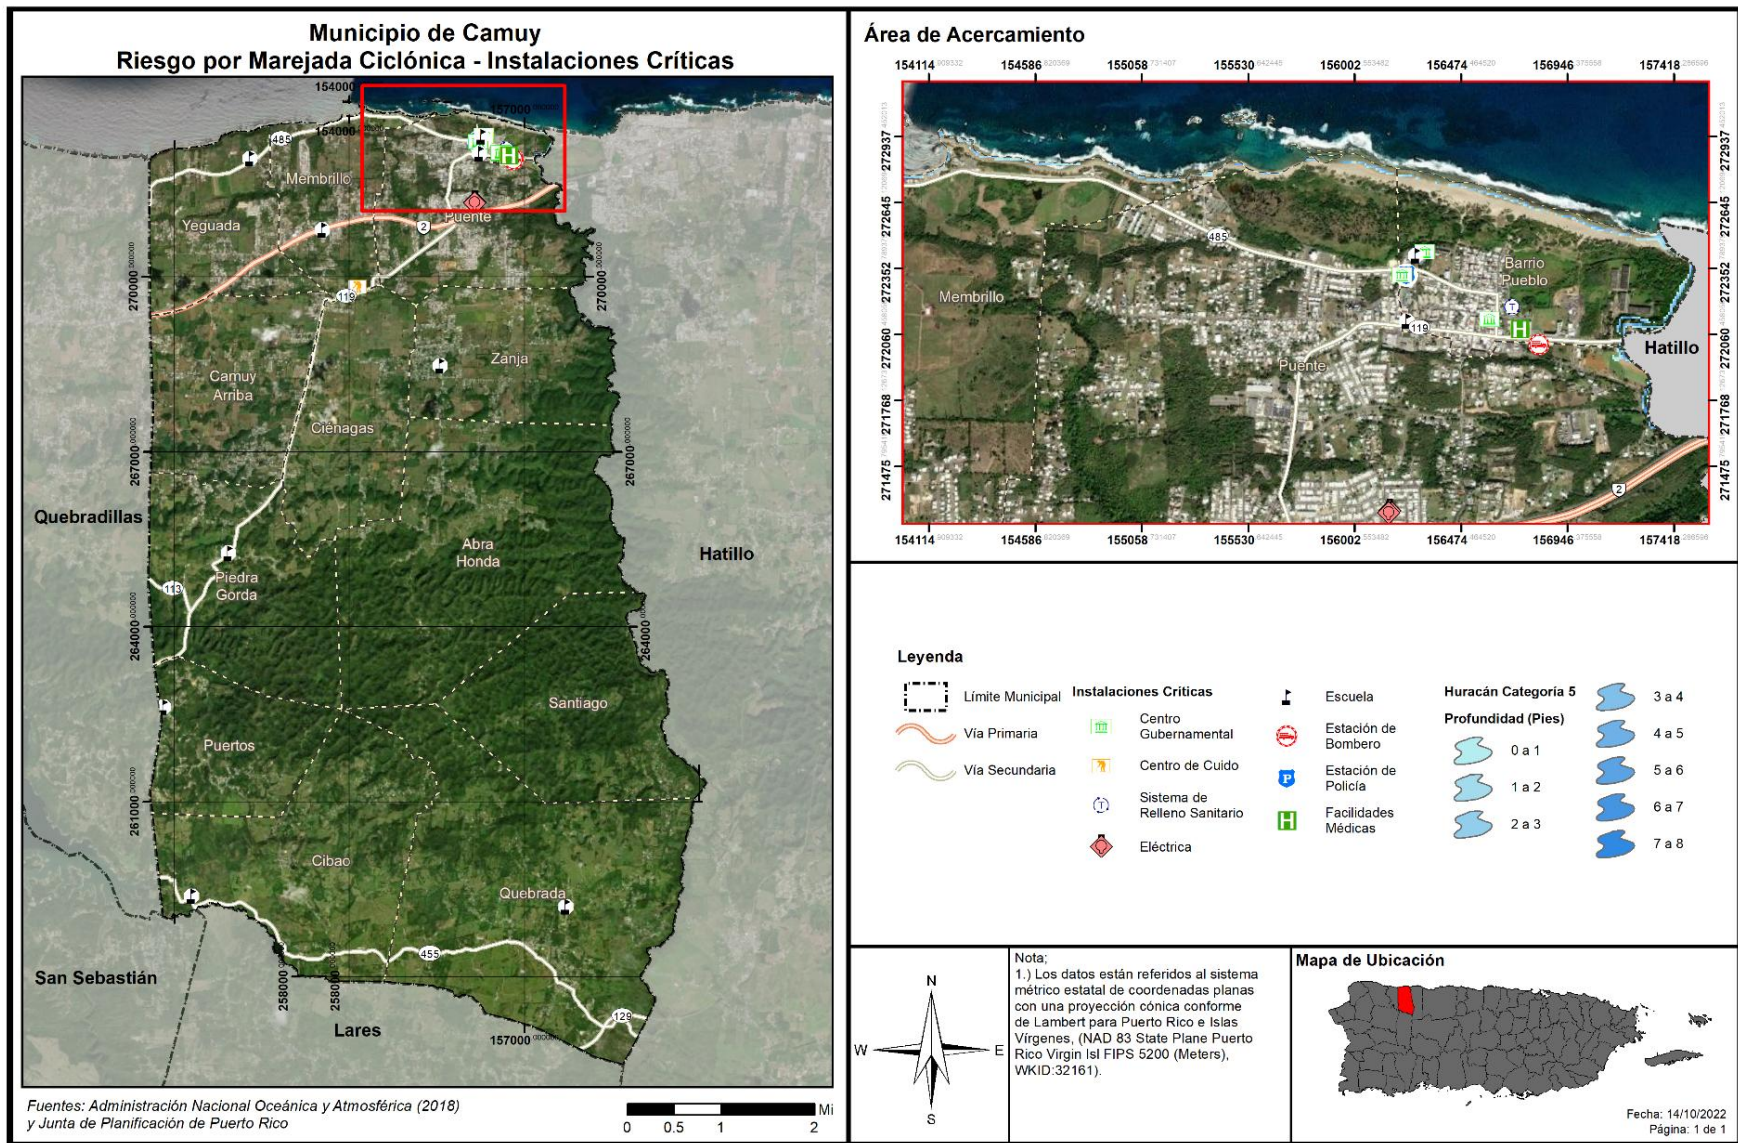 Municipio de Camuy
Riesgo por Marejada Ciclónica - Instalaciones Críticas
154000
154000
157000
485
Membrillo
Yeguada
Puente
2
270000
270000
119
Zanja
Camuy
Arriba
Ciénagas
267000
267000
Quebradillas
Abra
Honda
Hatillo
Piedra
Gorda
113
264000
264000
Santiago
Puertos
261000
Cibao
Quebrada
455
San Sebastián
258000
258000
Lares
129
157000
Fuentes: Administración Nacional Oceánica y Atmosférica (2018)
y Junta de Planificación de Puerto Rico
Mi
0 0.5 1 2
Área de Acercamiento
154114 154586 155058 155530 156002 156474 156946 157418
272937 272937
272645 272645
485
Barrio
Pueblo
272352 272352
Membrillo
119
272060 272060
Hatillo
Puente
271768 271768
271475 271475
2
154114 154586 155058 155530 156002 156474 156946 157418
Leyenda
Límite Municipal
Vía Primaria
Vía Secundaria
Instalaciones Criticas
Centro
Gubernamental
Centro de Cuido
Sistema de
Relleno Sanitario
Eléctrica
Escuela
Estación de
Bombero
Estación de
Policía
Facilidades
Médicas
Huracán Categoría 5
Profundidad (Pies)
0 a 1
1 a 2
2 a 3
3 a 4
4 a 5
5 a 6
6 a 7
7 a 8
N
W E
S
Nota;
1.) Los datos están referidos al sistema
métrico estatal de coordenadas planas
con una proyección cónica conforme
de Lambert para Puerto Rico e Islas
Vírgenes, (NAD 83 State Plane Puerto
Rico Virgin Isl FIPS 5200 (Meters),
WKID:32161).
Mapa de Ubicación
Fecha: 14/10/2022
Página: 1 de 1